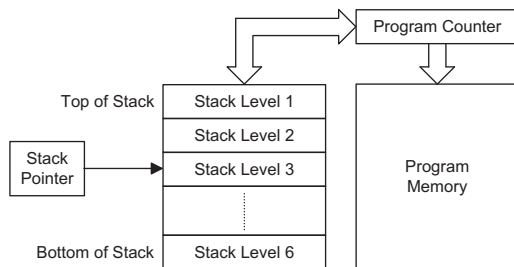 Program Counter
Top of Stack
Stack Level 1
Stack Level 2
Stack
Pointer
Stack Level 3
Program
Memory
Bottom of Stack
Stack Level 6